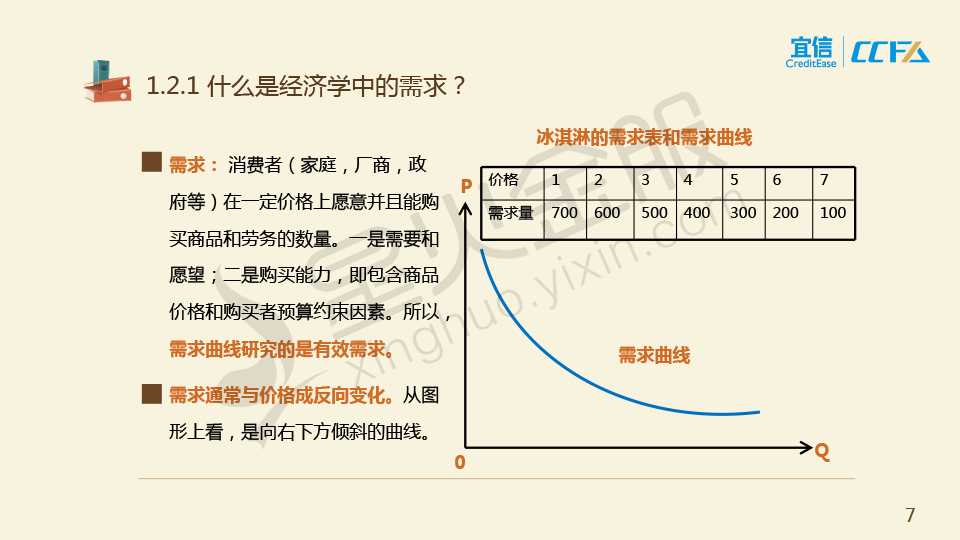 宜信
CreditEase
CCFA
1.2.1 什么是经济学中的需求？
需求： 消费者（家庭，厂商，政
府等）在一定价格上愿意并且能购
买商品和劳务的数量。一是需要和
愿望；二是购买能力，即包含商品
价格和购买者预算约束因素。所以，
需求曲线研究的是有效需求。
需求通常与价格成反向变化。从图
形上看，是向右下方倾斜的曲线。
冰淇淋的需求表和需求曲线
价格 1 2 3 4 5 6 7
需求量 700 600 500 400 300 200 100
P
需求曲线
0
Q
星火金服
xinghuo.yixin.com
7